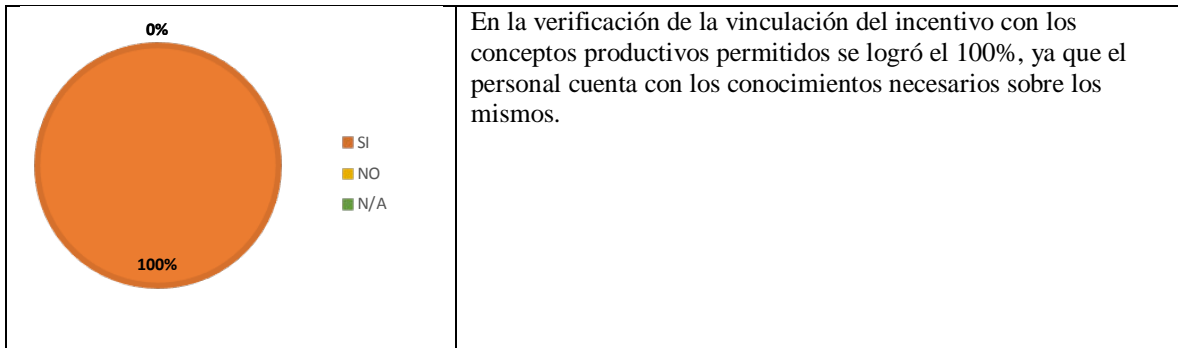 0%
100%
SI
NO
N/A
En la verificación de la vinculación del incentivo con los
conceptos productivos permitidos se logró el 100%, ya que el
personal cuenta con los conocimientos necesarios sobre los
mismos.